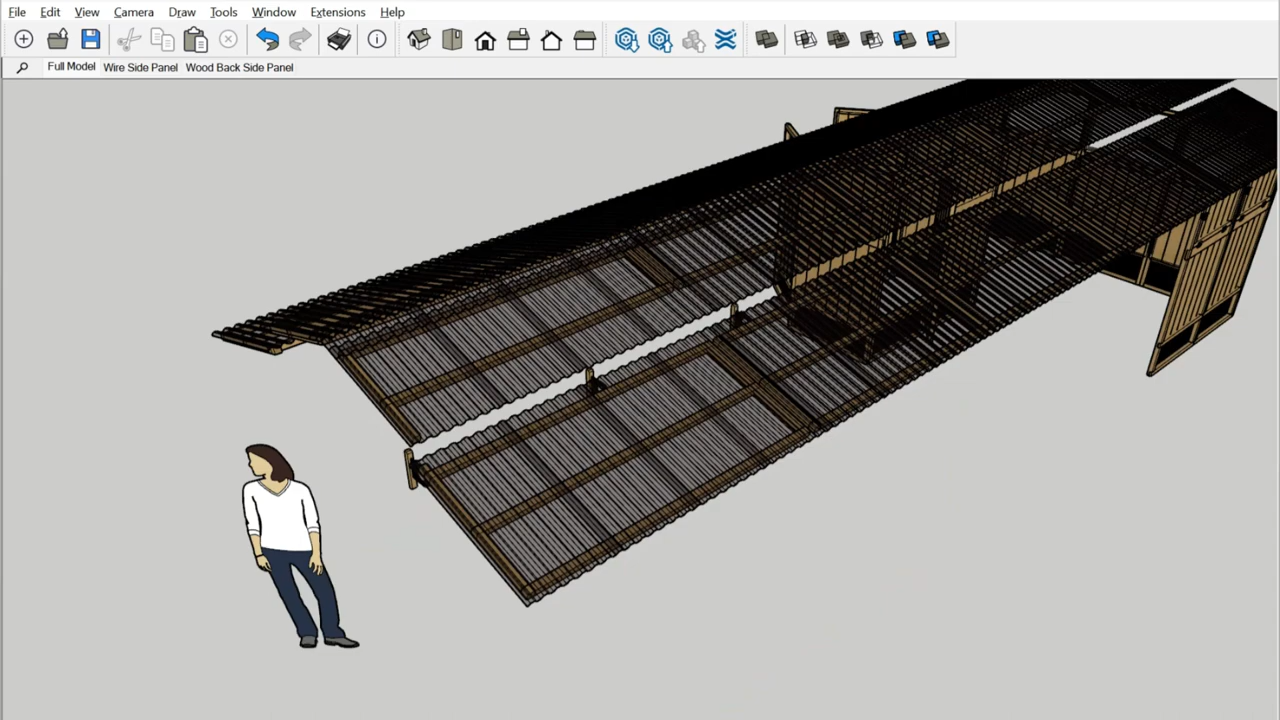 File Edit View Camera Draw Tools Window Extensions Help
Full Model Wire Side Panel Wood Back Side Panel